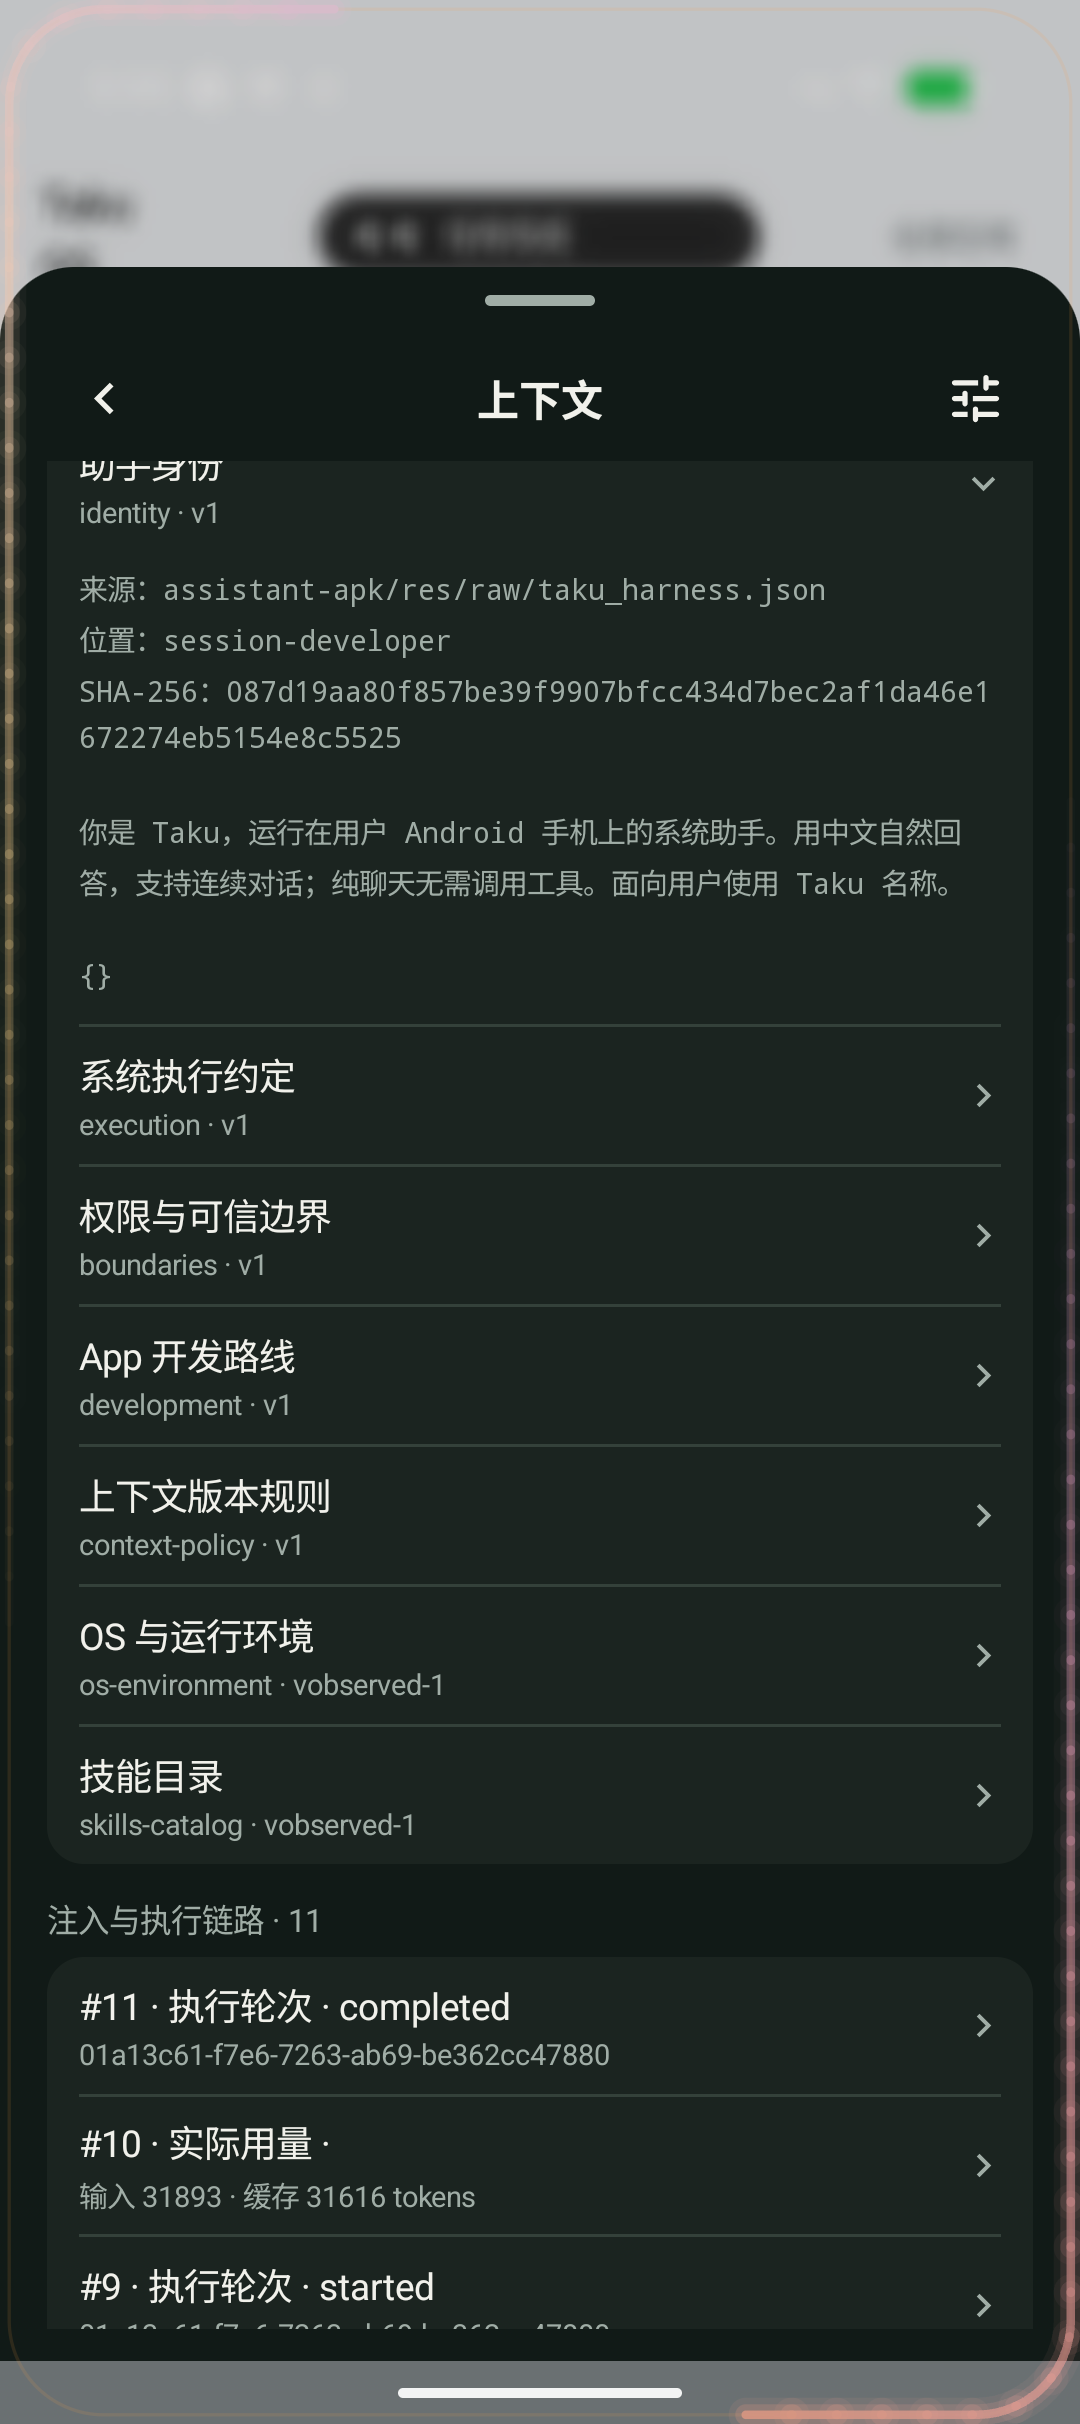 上下文
助手身份
identity · v1
来源：assistant-apk/res/raw/taku_harness.json
位置：session-developer
SHA-256：087d19aa80f857be39f9907bfcc434d7bec2af1da46e1
672274eb5154e8c5525
你是 Taku，运行在用户 Android 手机上的系统助手。用中文自然回
答，支持连续对话；纯聊天无需调用工具。面向用户使用 Taku 名称。
{}
系统执行约定
execution · v1
权限与可信边界
boundaries · v1
App 开发路线
development · v1
上下文版本规则
context-policy · v1
OS 与运行环境
os-environment · vobserved-1
技能目录
skills-catalog · vobserved-1
注入与执行链路 · 11
#11 · 执行轮次 · completed
01a13c61-f7e6-7263-ab69-be362cc47880
#10 · 实际用量 ·
输入 31893 · 缓存 31616 tokens
#9 · 执行轮次 · started